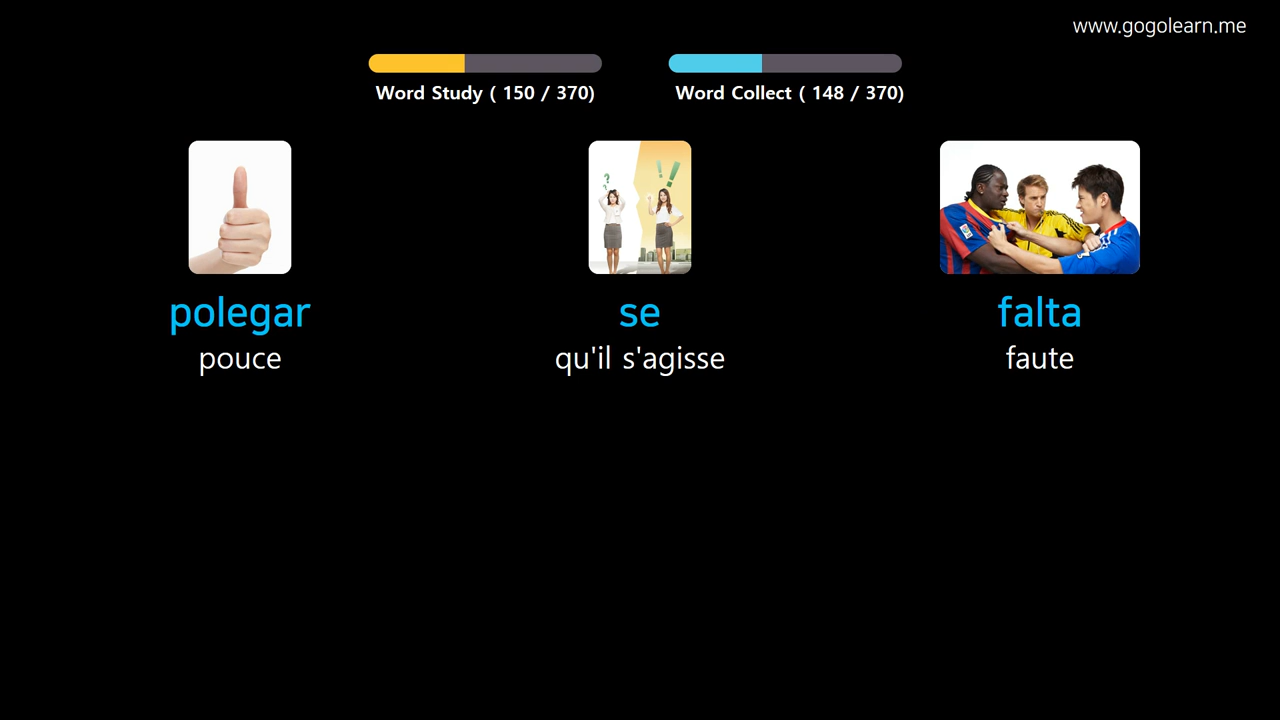 www.gogolearn.me
Word Study ( 150 / 370)
Word Collect ( 148 / 370)
polegar
se
falta
pouce
qu'il s'agisse
faute